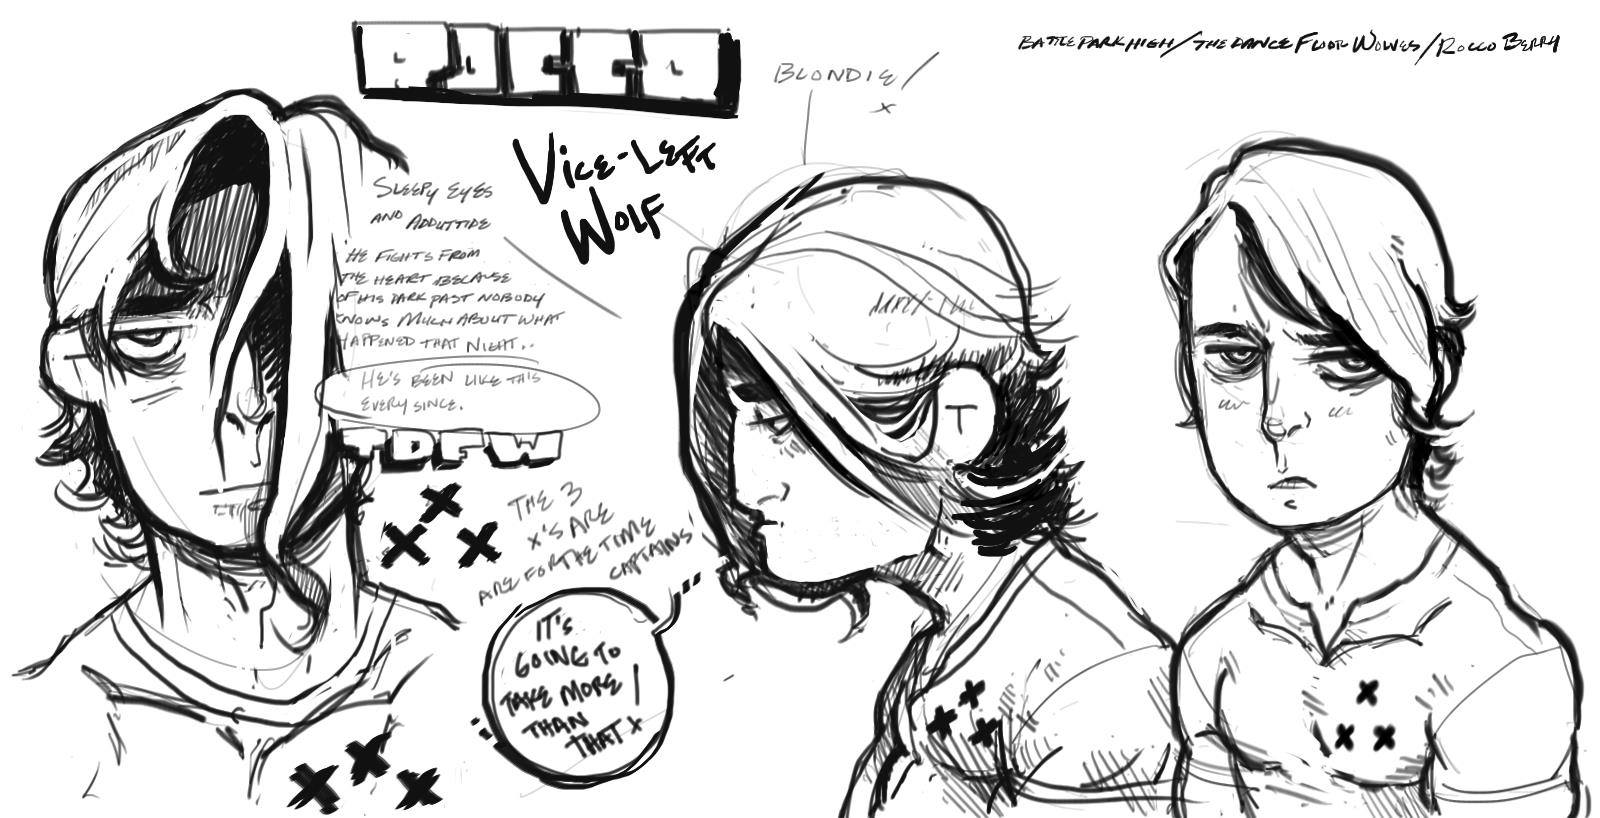 ROCCO
BATTLE PARK HIGH/THE DANCE FLOOR WOLVES/ROCCO BERRY
BLONDIE/
x
VICE-LEFT
WOLF
SLEEPY EYES
AND ADDUTTIDE
HE FIGHTS FROM
THE HEART BECAUSE
OF HIS DARK PAST NOBODY
KNOWS MUCH ABOUT WHAT
HAPPENED THAT NIGHT..
HE'S BEEN LIKE THIS
EVERY SINCE.
TDFW
THE 3
X'S ARE
ARE FOR THE TIME
CAPTAINS
IT'S
GOING TO
TAKE MORE
THAN
THAT
T